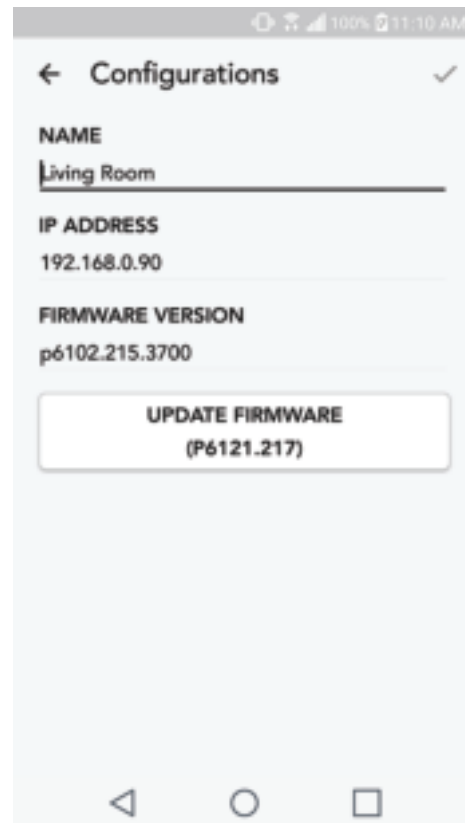 100% 11:10 AM
Configurations
NAME
Living Room
IP ADDRESS
192.168.0.90
FIRMWARE VERSION
p6102.215.3700
UPDATE FIRMWARE
(P6121.217)